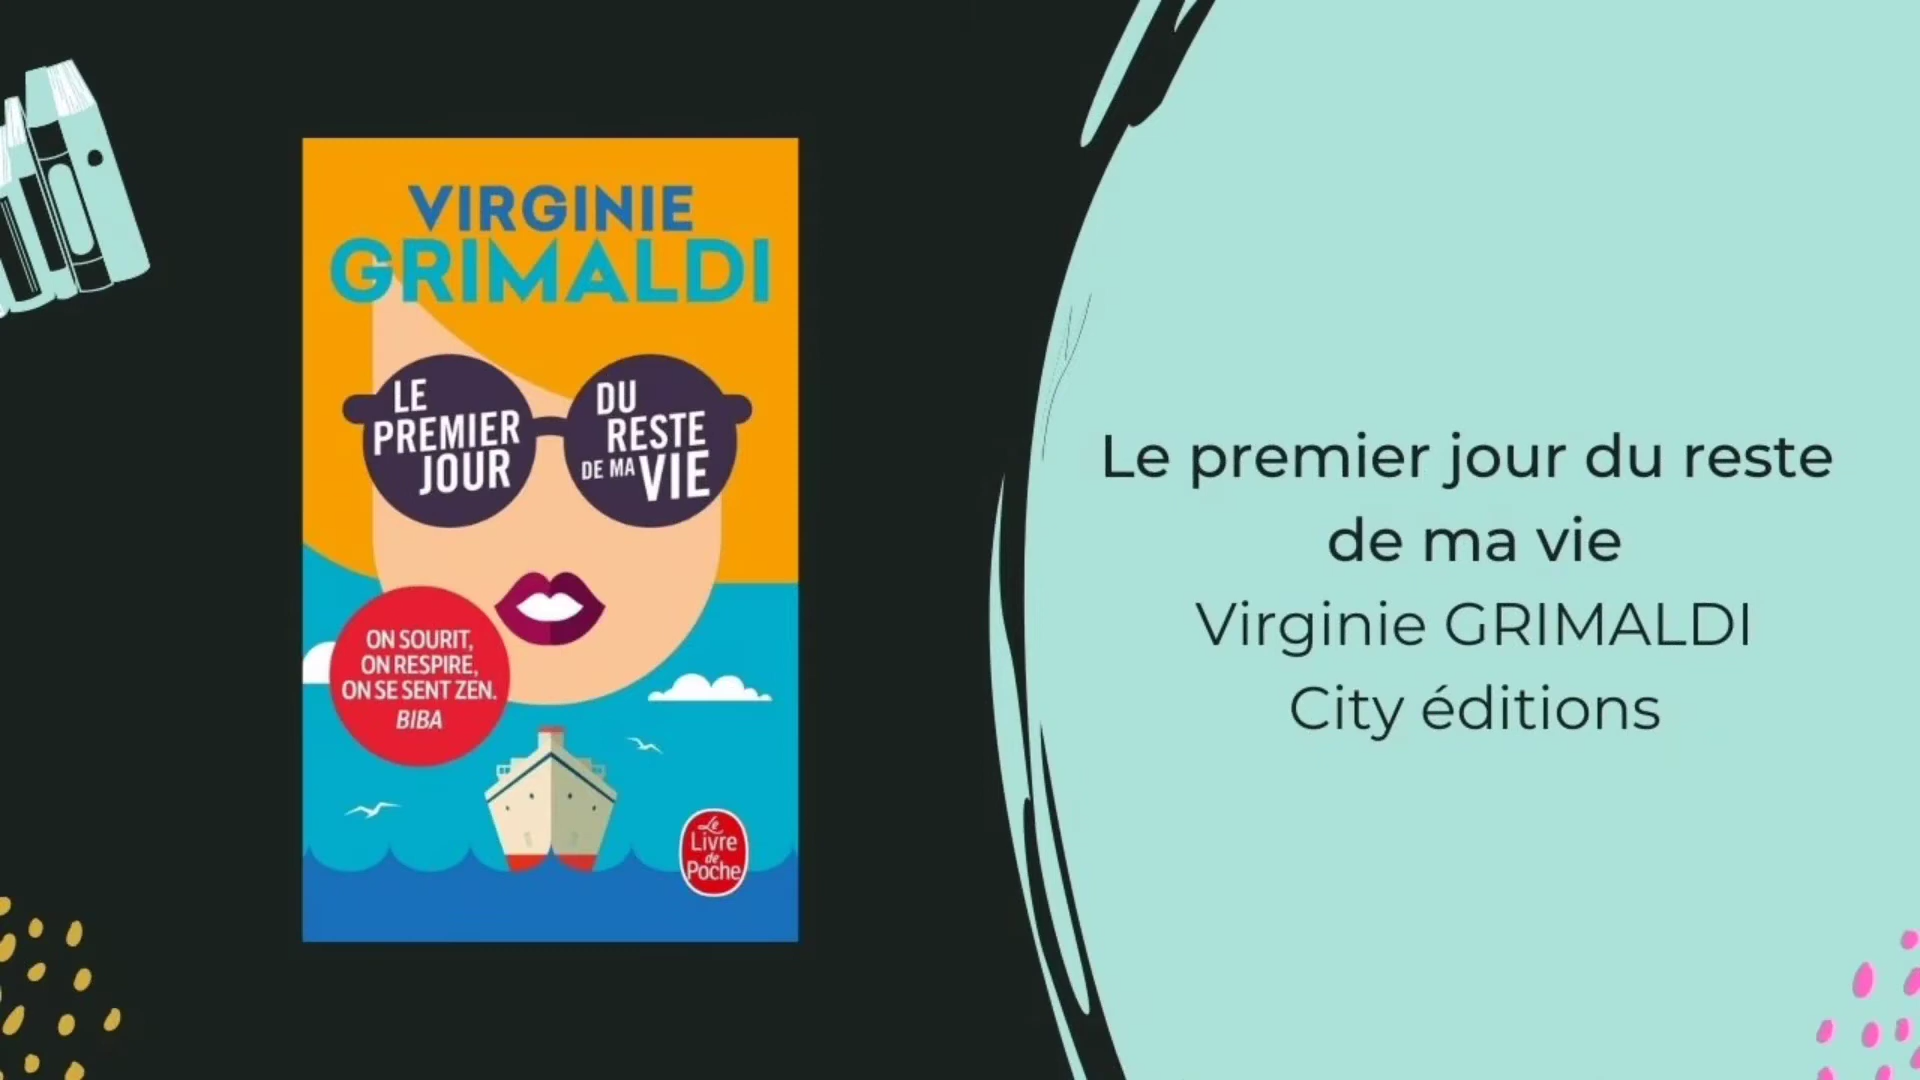 VIRGINIE
GRIMALDI
LE
PREMIER
JOUR
DU
RESTE
DE MA VIE
ON SOURIT,
ON RESPIRE,
ON SE SENT ZEN.
BIBA
Le
Livre
de
Poche
Le premier jour du reste
de ma vie
Virginie GRIMALDI
City éditions